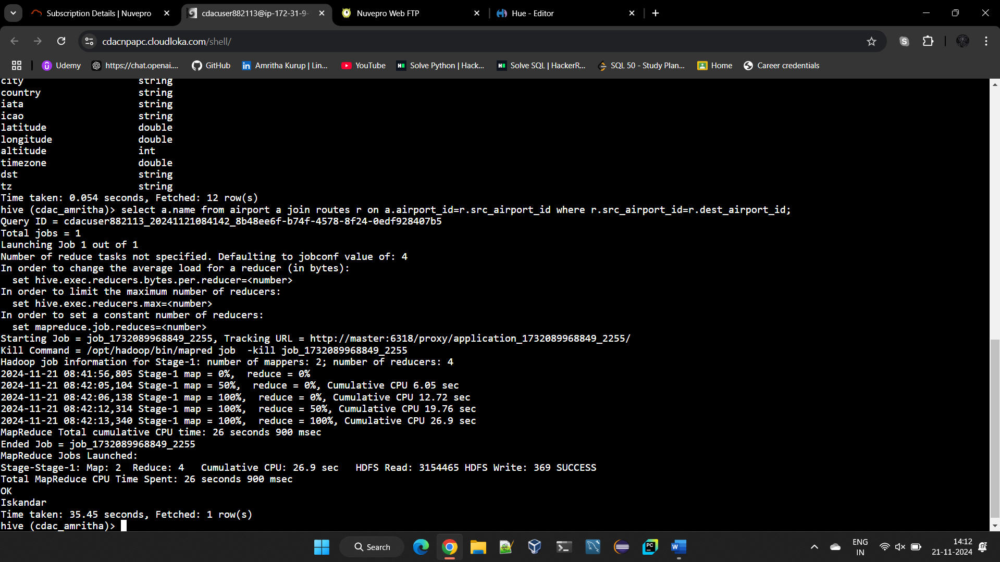 Subscription Details | Nuvepro
cdacuser882113@ip-172-31-9-
Nuvepro Web FTP
Hue - Editor
cdacnpapc.cloudloka.com/shell/
Udemy
https://chat.openai....
GitHub
Amritha Kurup | Lin...
YouTube
Solve Python | Hack...
Solve SQL | HackerR...
SQL 50 - Study Plan...
Home
Career credentials
city string
country string
iata string
icao string
latitude double
longitude double
altitude int
timezone double
dst string
tz string
Time taken: 0.054 seconds, Fetched: 12 row(s)
hive (cdac_amritha)> select a.name from airport a join routes r on a.airport_id=r.src_airport_id where r.src_airport_id=r.dest_airport_id;
Query ID = cdacuser882113_20241121084142_8b48ee6f-b74f-4578-8f24-0edf928407b5
Total jobs = 1
Launching Job 1 out of 1
Number of reduce tasks not specified. Defaulting to jobconf value of: 4
In order to change the average load for a reducer (in bytes):
  set hive.exec.reducers.bytes.per.reducer=<number>
In order to limit the maximum number of reducers:
  set hive.exec.reducers.max=<number>
In order to set a constant number of reducers:
  set mapreduce.job.reduces=<number>
Starting Job = job_1732089968849_2255, Tracking URL = http://master:6318/proxy/application_1732089968849_2255/
Kill Command = /opt/hadoop/bin/mapred job  -kill job_1732089968849_2255
Hadoop job information for Stage-1: number of mappers: 2; number of reducers: 4
2024-11-21 08:41:56,805 Stage-1 map = 0%,  reduce = 0%
2024-11-21 08:42:05,104 Stage-1 map = 50%,  reduce = 0%, Cumulative CPU 6.05 sec
2024-11-21 08:42:06,138 Stage-1 map = 100%,  reduce = 0%, Cumulative CPU 12.72 sec
2024-11-21 08:42:12,314 Stage-1 map = 100%,  reduce = 50%, Cumulative CPU 19.76 sec
2024-11-21 08:42:13,340 Stage-1 map = 100%,  reduce = 100%, Cumulative CPU 26.9 sec
MapReduce Total cumulative CPU time: 26 seconds 900 msec
Ended Job = job_1732089968849_2255
MapReduce Jobs Launched:
Stage-Stage-1: Map: 2  Reduce: 4   Cumulative CPU: 26.9 sec   HDFS Read: 3154465 HDFS Write: 369 SUCCESS
Total MapReduce CPU Time Spent: 26 seconds 900 msec
OK
Iskandar
Time taken: 35.45 seconds, Fetched: 1 row(s)
hive (cdac_amritha)>
Search
ENG
IN
14:12
21-11-2024